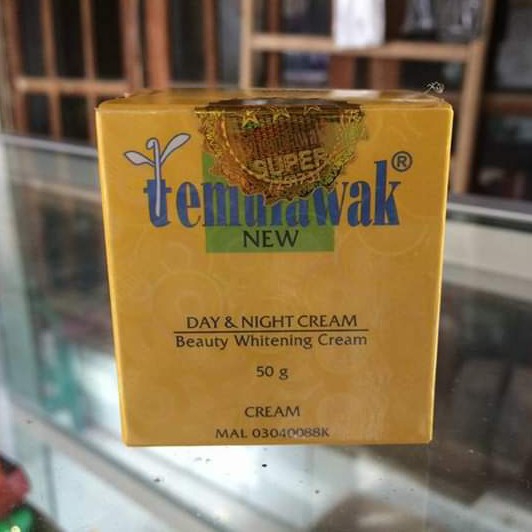 SUPER
temulawak®
NEW
DAY & NIGHT CREAM
Beauty Whitening Cream
50 g
CREAM
MAL 03040088K